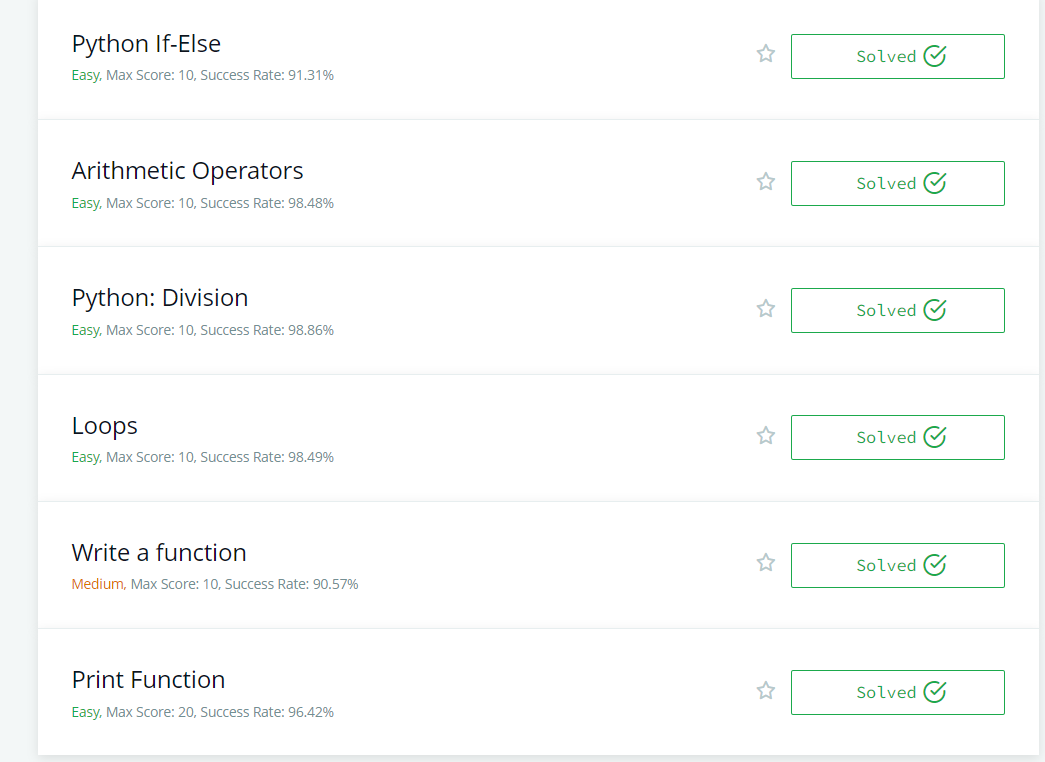 Python If-Else
Solved
Easy, Max Score: 10, Success Rate: 91.31%
Arithmetic Operators
Solved
Easy, Max Score: 10, Success Rate: 98.48%
Python: Division
Solved
Easy, Max Score: 10, Success Rate: 98.86%
Loops
Solved
Easy, Max Score: 10, Success Rate: 98.49%
Write a function
Solved
Medium, Max Score: 10, Success Rate: 90.57%
Print Function
Solved
Easy, Max Score: 20, Success Rate: 96.42%